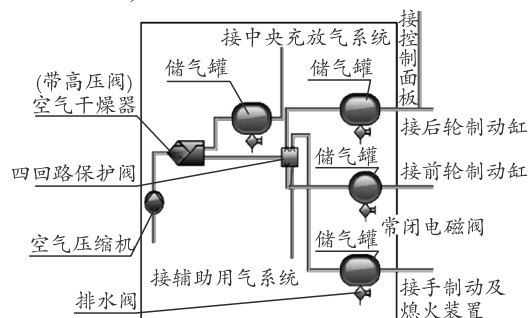 接中央充放气系统
接控制面板
储气罐
储气罐
(带高压阀)
空气干燥器
接后轮制动缸
四回路保护阀
储气罐
接前轮制动缸
常闭电磁阀
空气压缩机
储气罐
接辅助用气系统
排水阀
接手制动及
熄火装置